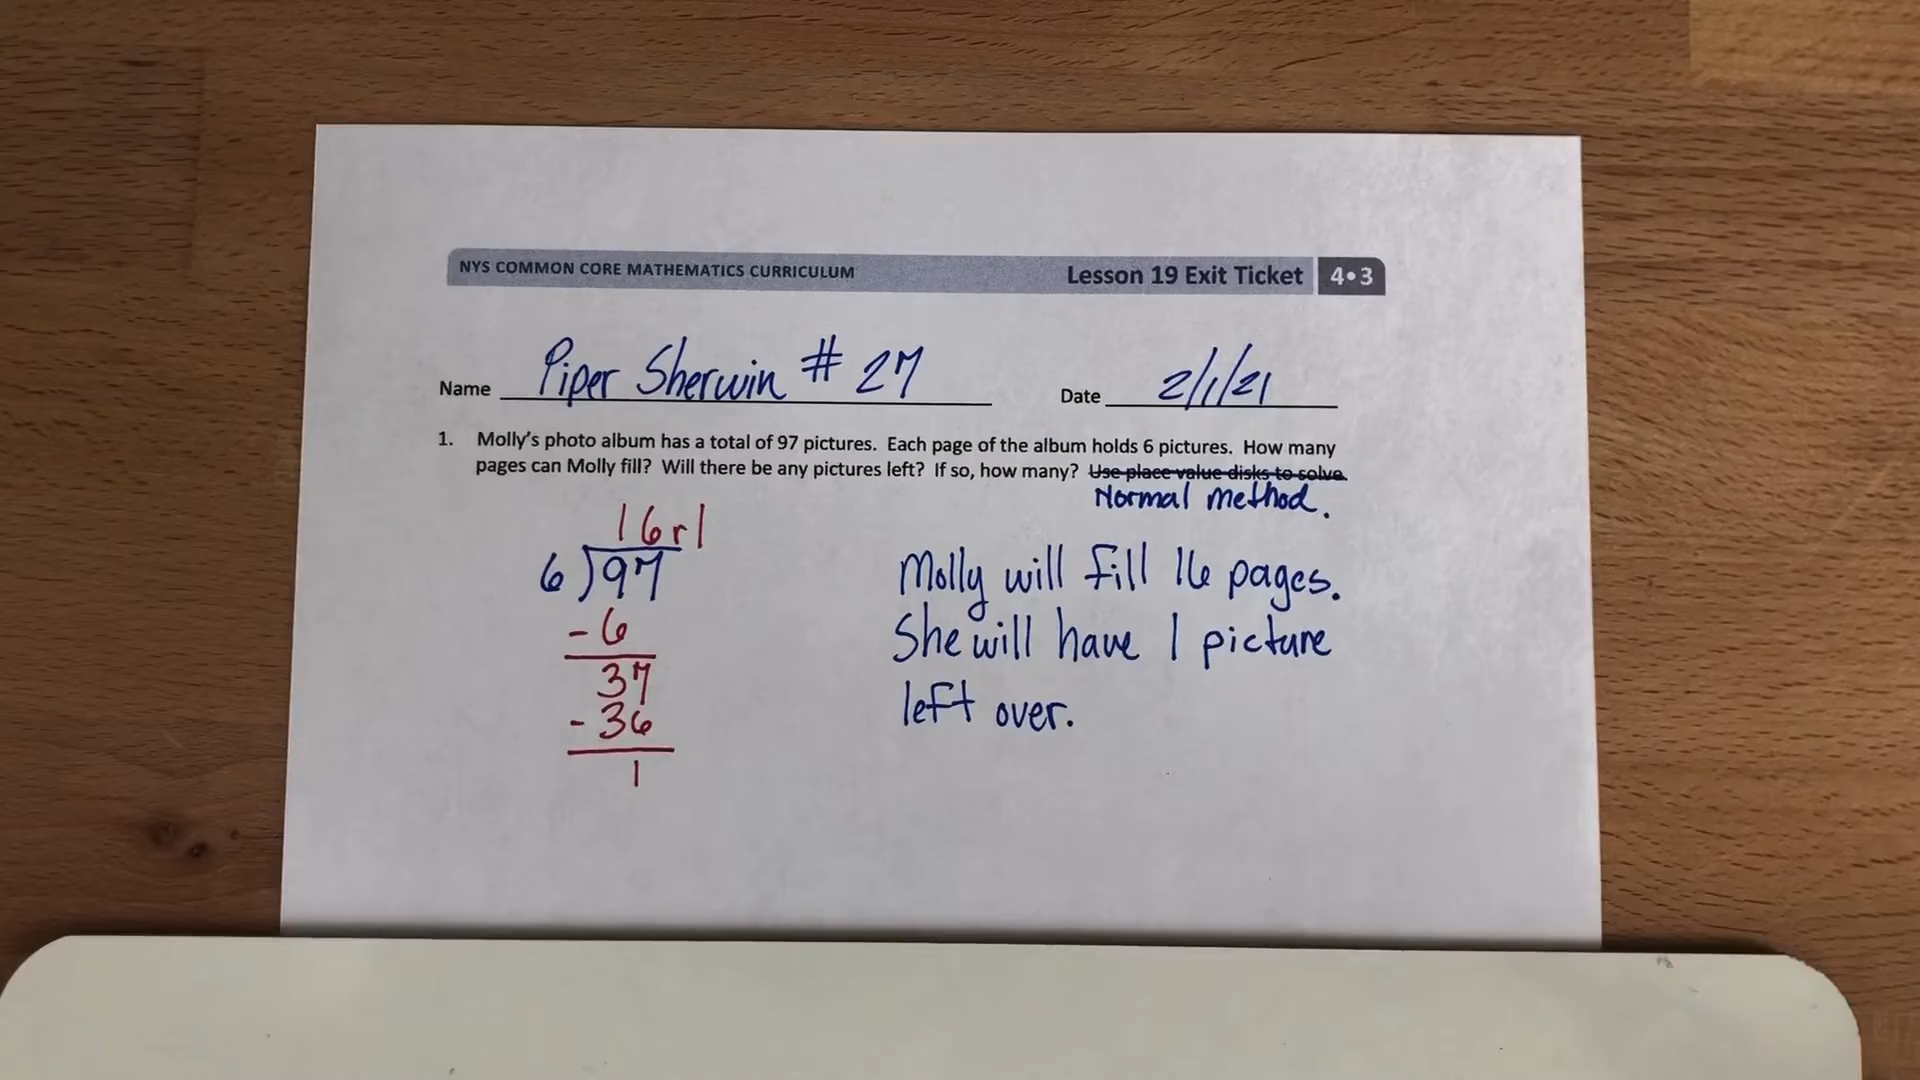 NYS COMMON CORE MATHEMATICS CURRICULUM Lesson 19 Exit Ticket 4•3
Name Piper Sherwin # 27 Date 2/1/21
1. Molly's photo album has a total of 97 pictures. Each page of the album holds 6 pictures. How many
pages can Molly fill? Will there be any pictures left? If so, how many? Use place value disks to solve.
Normal method.
16r1
6)97
-6
37
-36
1
Molly will fill 16 pages.
She will have 1 picture
left over.